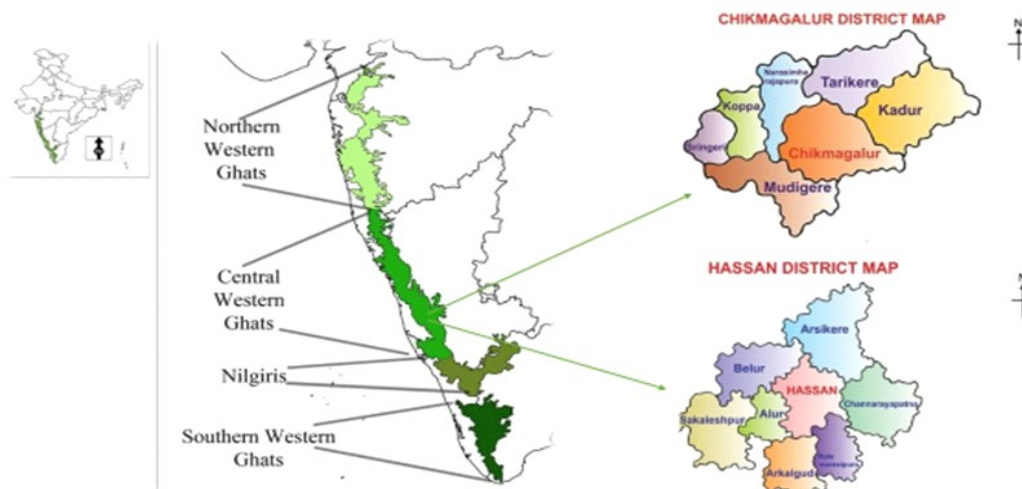 Northern
Western
Ghats
Central
Western
Ghats
Nilgiris
Southern Western
Ghats
CHIKMAGALUR DISTRICT MAP
N
Narasimha
rajapura
Tarikere
Koppa
Kadur
Sringeri
Chikmagalur
Mudigere
HASSAN DISTRICT MAP
N
Arsikere
Belur
HASSAN
Channarayapatna
Sakaleshpur
Alur
Arkalgud